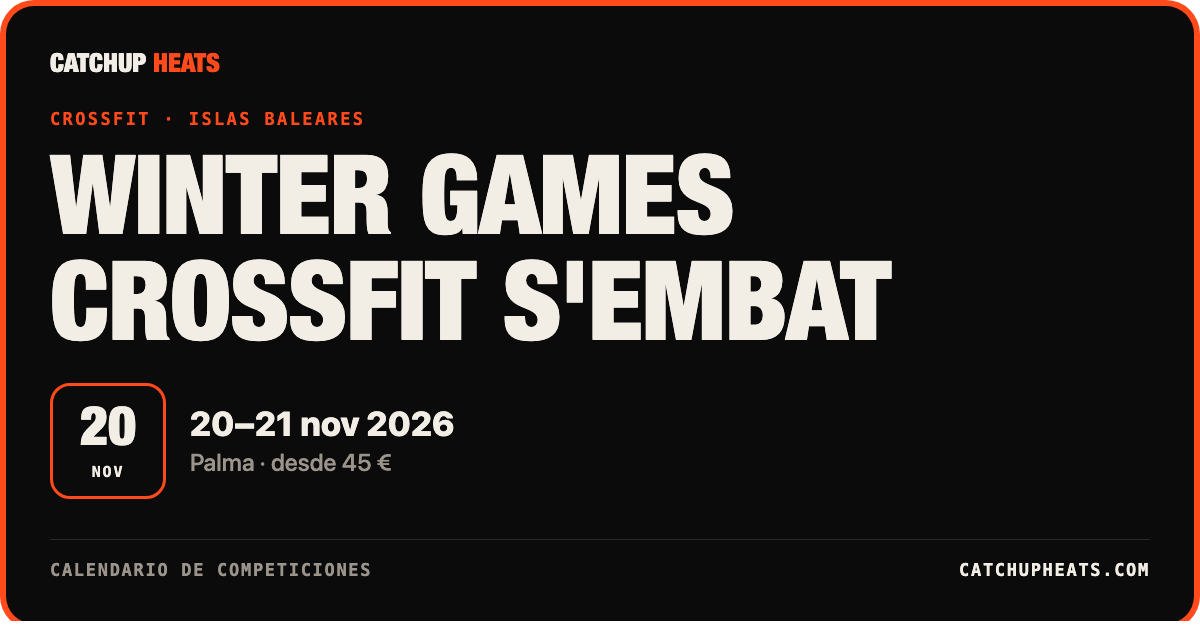 CATCHUP HEATS
CROSSFIT · ISLAS BALEARES
WINTER GAMES
CROSSFIT S'EMBAT
20
NOV
20–21 nov 2026
Palma · desde 45 €
CALENDARIO DE COMPETICIONES
CATCHUPHEATS.COM